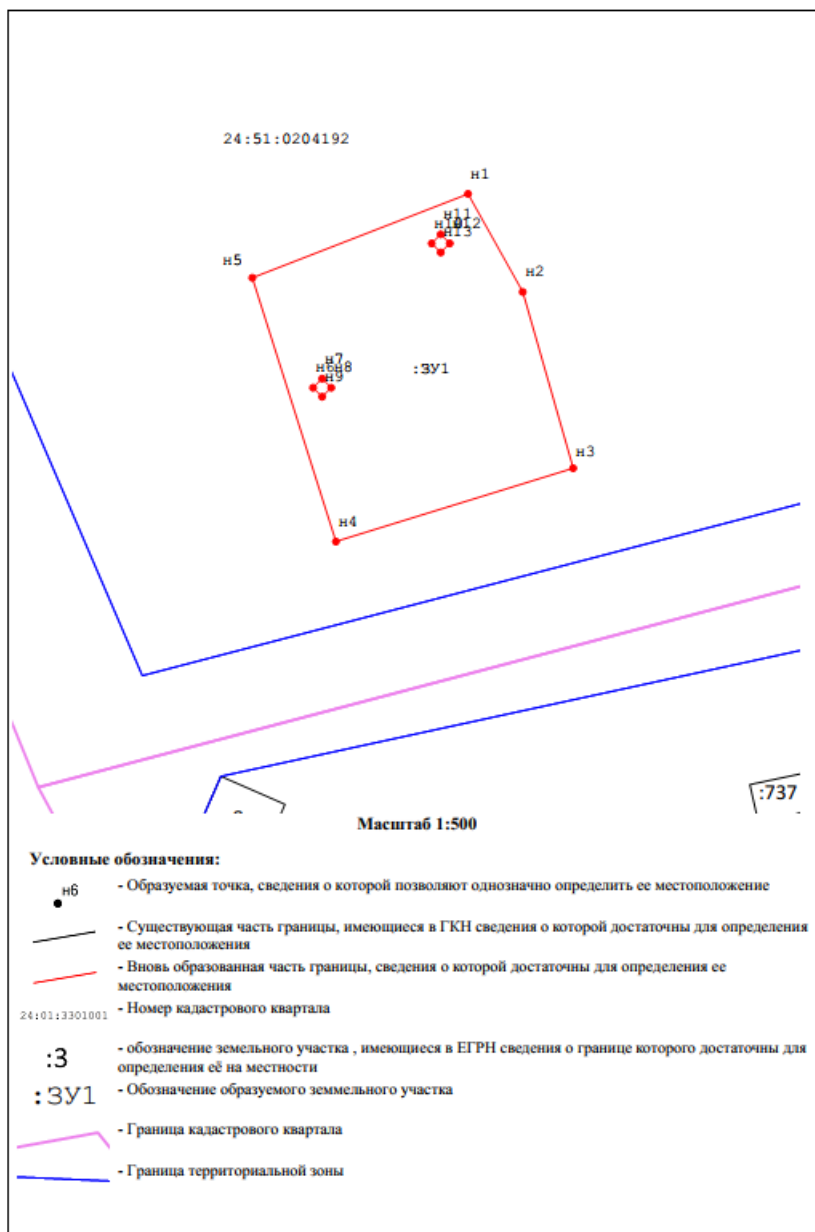 24:51:0204192
н1
н11
н12
н13
н5
н2
н7
н6н8
н9
:ЗУ1
н3
н4
:737
Масштаб 1:500
Условные обозначения:
н6
- Образуемая точка, сведения о которой позволяют однозначно определить ее местоположение
- Существующая часть границы, имеющиеся в ГКН сведения о которой достаточны для определения
ее местоположения
- Вновь образованная часть границы, сведения о которой достаточны для определения ее
местоположения
24:01:3301001
- Номер кадастрового квартала
:3
- обозначение земельного участка , имеющиеся в ЕГРН сведения о границе которого достаточны для
определения её на местности
:ЗУ1
- Обозначение образуемого земмельного участка
- Граница кадастрового квартала
- Граница территориальной зоны